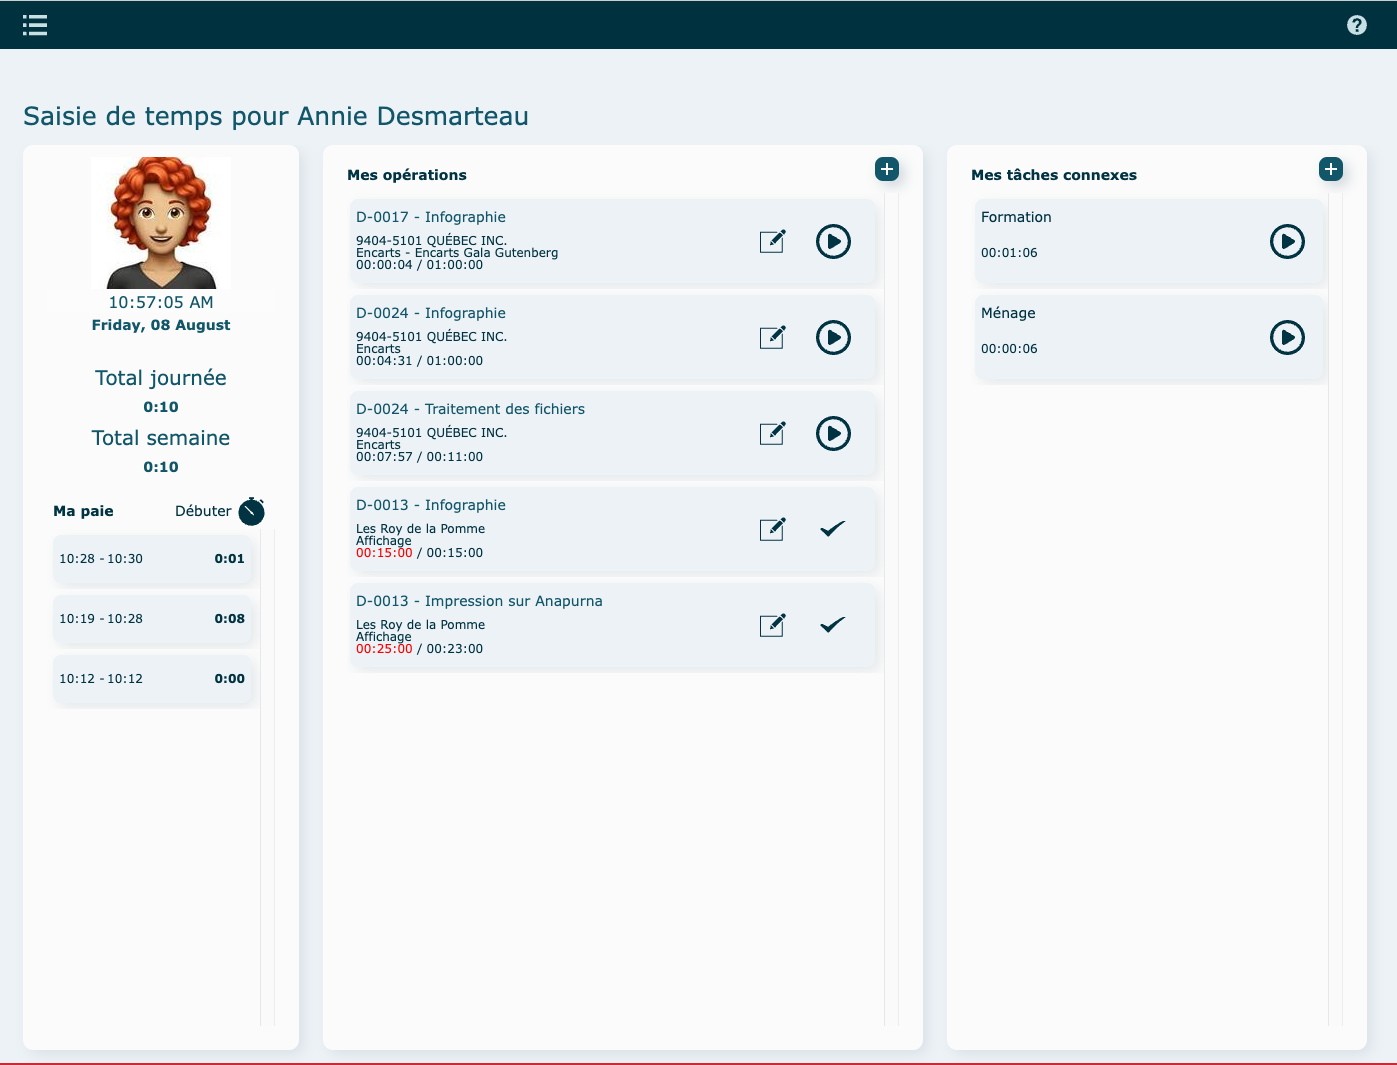 Saisie de temps pour Annie Desmarteau
10:57:05 AM
Friday, 08 August
Total journée
0:10
Total semaine
0:10
Ma paie Débuter
10:28 - 10:30 0:01
10:19 - 10:28 0:08
10:12 - 10:12 0:00
Mes opérations
D-0017 - Infographie
9404-5101 QUÉBEC INC.
Encarts - Encarts Gala Gutenberg
00:00:04 / 01:00:00
D-0024 - Infographie
9404-5101 QUÉBEC INC.
Encarts
00:04:31 / 01:00:00
D-0024 - Traitement des fichiers
9404-5101 QUÉBEC INC.
Encarts
00:07:57 / 00:11:00
D-0013 - Infographie
Les Roy de la Pomme
Affichage
00:15:00 / 00:15:00
D-0013 - Impression sur Anapurna
Les Roy de la Pomme
Affichage
00:25:00 / 00:23:00
Mes tâches connexes
Formation
00:01:06
Ménage
00:00:06